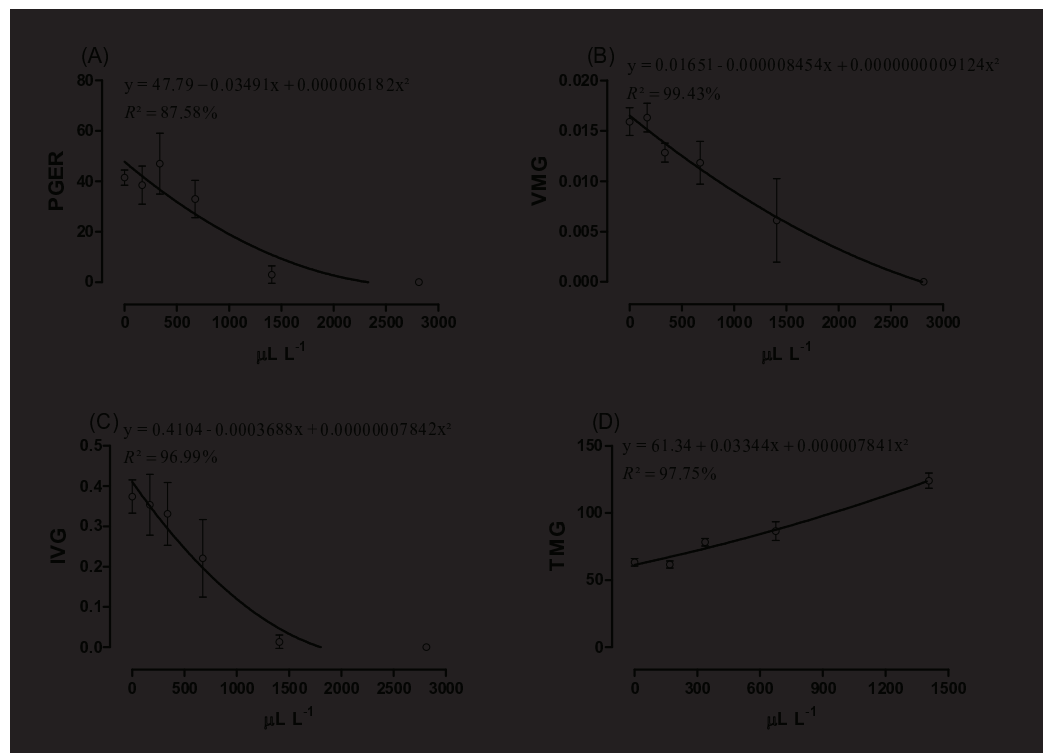 (A)
y = 47.79 – 0.03491x + 0.000006182x²
R² = 87.58%
80
60
40
20
0
PGER
0 500 1000 1500 2000 2500 3000
µL L⁻¹
(B)
y = 0.01651 - 0.000008454x + 0.0000000009124x²
R² = 99.43%
0.020
0.015
0.010
0.005
0.000
VMG
0 500 1000 1500 2000 2500 3000
µL L⁻¹
(C)
y = 0.4104 - 0.0003688x + 0.00000007842x²
R² = 96.99%
0.5
0.4
0.3
0.2
0.1
0.0
IVG
0 500 1000 1500 2000 2500 3000
µL L⁻¹
(D)
y = 61.34 + 0.03344x + 0.000007841x²
R² = 97.75%
150
100
50
0
TMG
0 300 600 900 1200 1500
µL L⁻¹